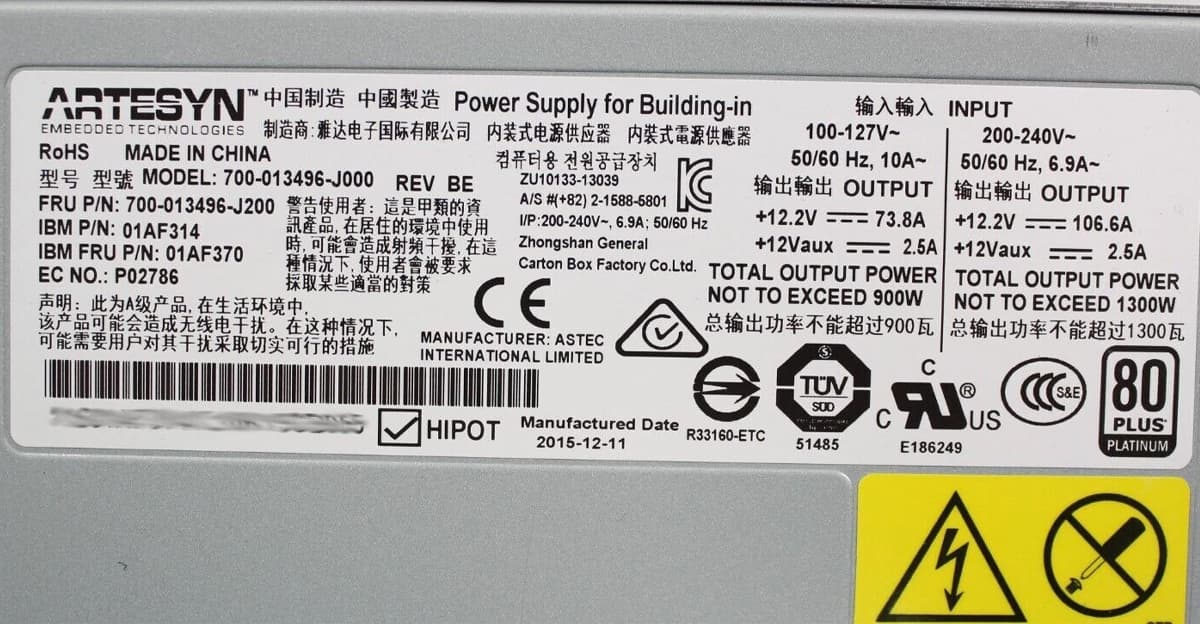 ARTESYN™ 中国制造 中國製造 Power Supply for Building-in
EMBEDDED TECHNOLOGIES 制造商:雅达电子国际有限公司 内装式电源供应器 内裝式電源供應器
RoHS MADE IN CHINA
컴퓨터용 전원공급장치
型号 型號 MODEL: 700-013496-J000 REV BE
ZU10133-13039
FRU P/N: 700-013496-J200
A/S #(+82) 2-1588-5801
IBM P/N: 01AF314
I/P:200-240V~, 6.9A; 50/60 Hz
IBM FRU P/N: 01AF370
Zhongshan General
EC NO.: P02786
Carton Box Factory Co.Ltd.
警告使用者: 這是甲類的資
訊產品, 在居住的環境中使用
時, 可能會造成射頻干擾, 在這
種情況下, 使用者會被要求
採取某些適當的對策
声明: 此为A级产品, 在生活环境中,
该产品可能会造成无线电干扰。在这种情况下,
可能需要用户对其干扰采取切实可行的措施
CE
MANUFACTURER: ASTEC
INTERNATIONAL LIMITED
输入輸入 INPUT
100-127V~
50/60 Hz, 10A~
输出輸出 OUTPUT
+12.2V 73.8A
+12Vaux 2.5A
TOTAL OUTPUT POWER
NOT TO EXCEED 900W
总输出功率不能超过900瓦
200-240V~
50/60 Hz, 6.9A~
输出輸出 OUTPUT
+12.2V 106.6A
+12Vaux 2.5A
TOTAL OUTPUT POWER
NOT TO EXCEED 1300W
总输出功率不能超过1300瓦
HIPOT
Manufactured Date
2015-12-11
R33160-ETC
S
TÜV
SÜD
51485
C RU® US
C
E186249
CCC S&E
80
PLUS®
PLATINUM